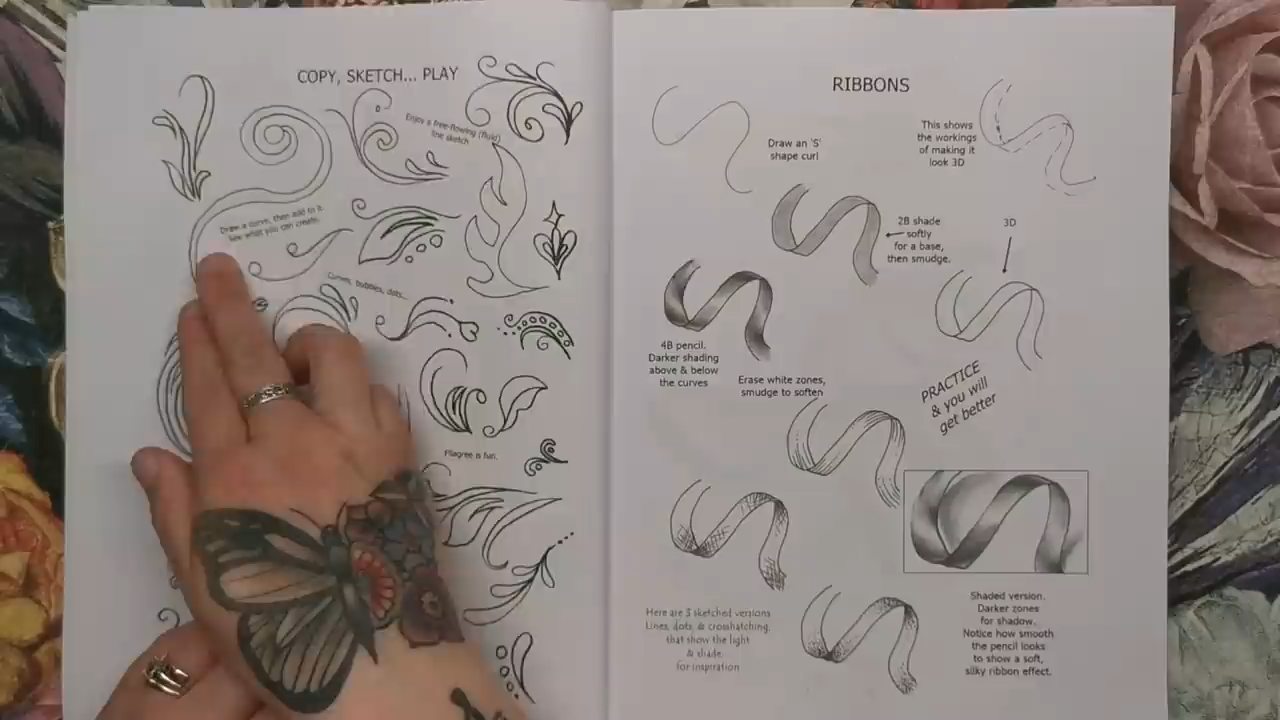 COPY, SKETCH... PLAY
Enjoy a free-flowing (fluid)
line sketch
Draw a curve, then add to it
see what you can create.
Curves, bubbles, dots...
Filagree is fun.
RIBBONS
Draw an 'S'
shape curl
This shows
the workings
of making it
look 3D
2B shade
softly
for a base,
then smudge.
3D
4B pencil.
Darker shading
above & below
the curves
Erase white zones,
smudge to soften
PRACTICE
& you will
get better
Here are 3 sketched versions
Lines, dots, & crosshatching,
that show the light
& shade.
for inspiration
Shaded version.
Darker zones
for shadow.
Notice how smooth
the pencil looks
to show a soft,
silky ribbon effect.